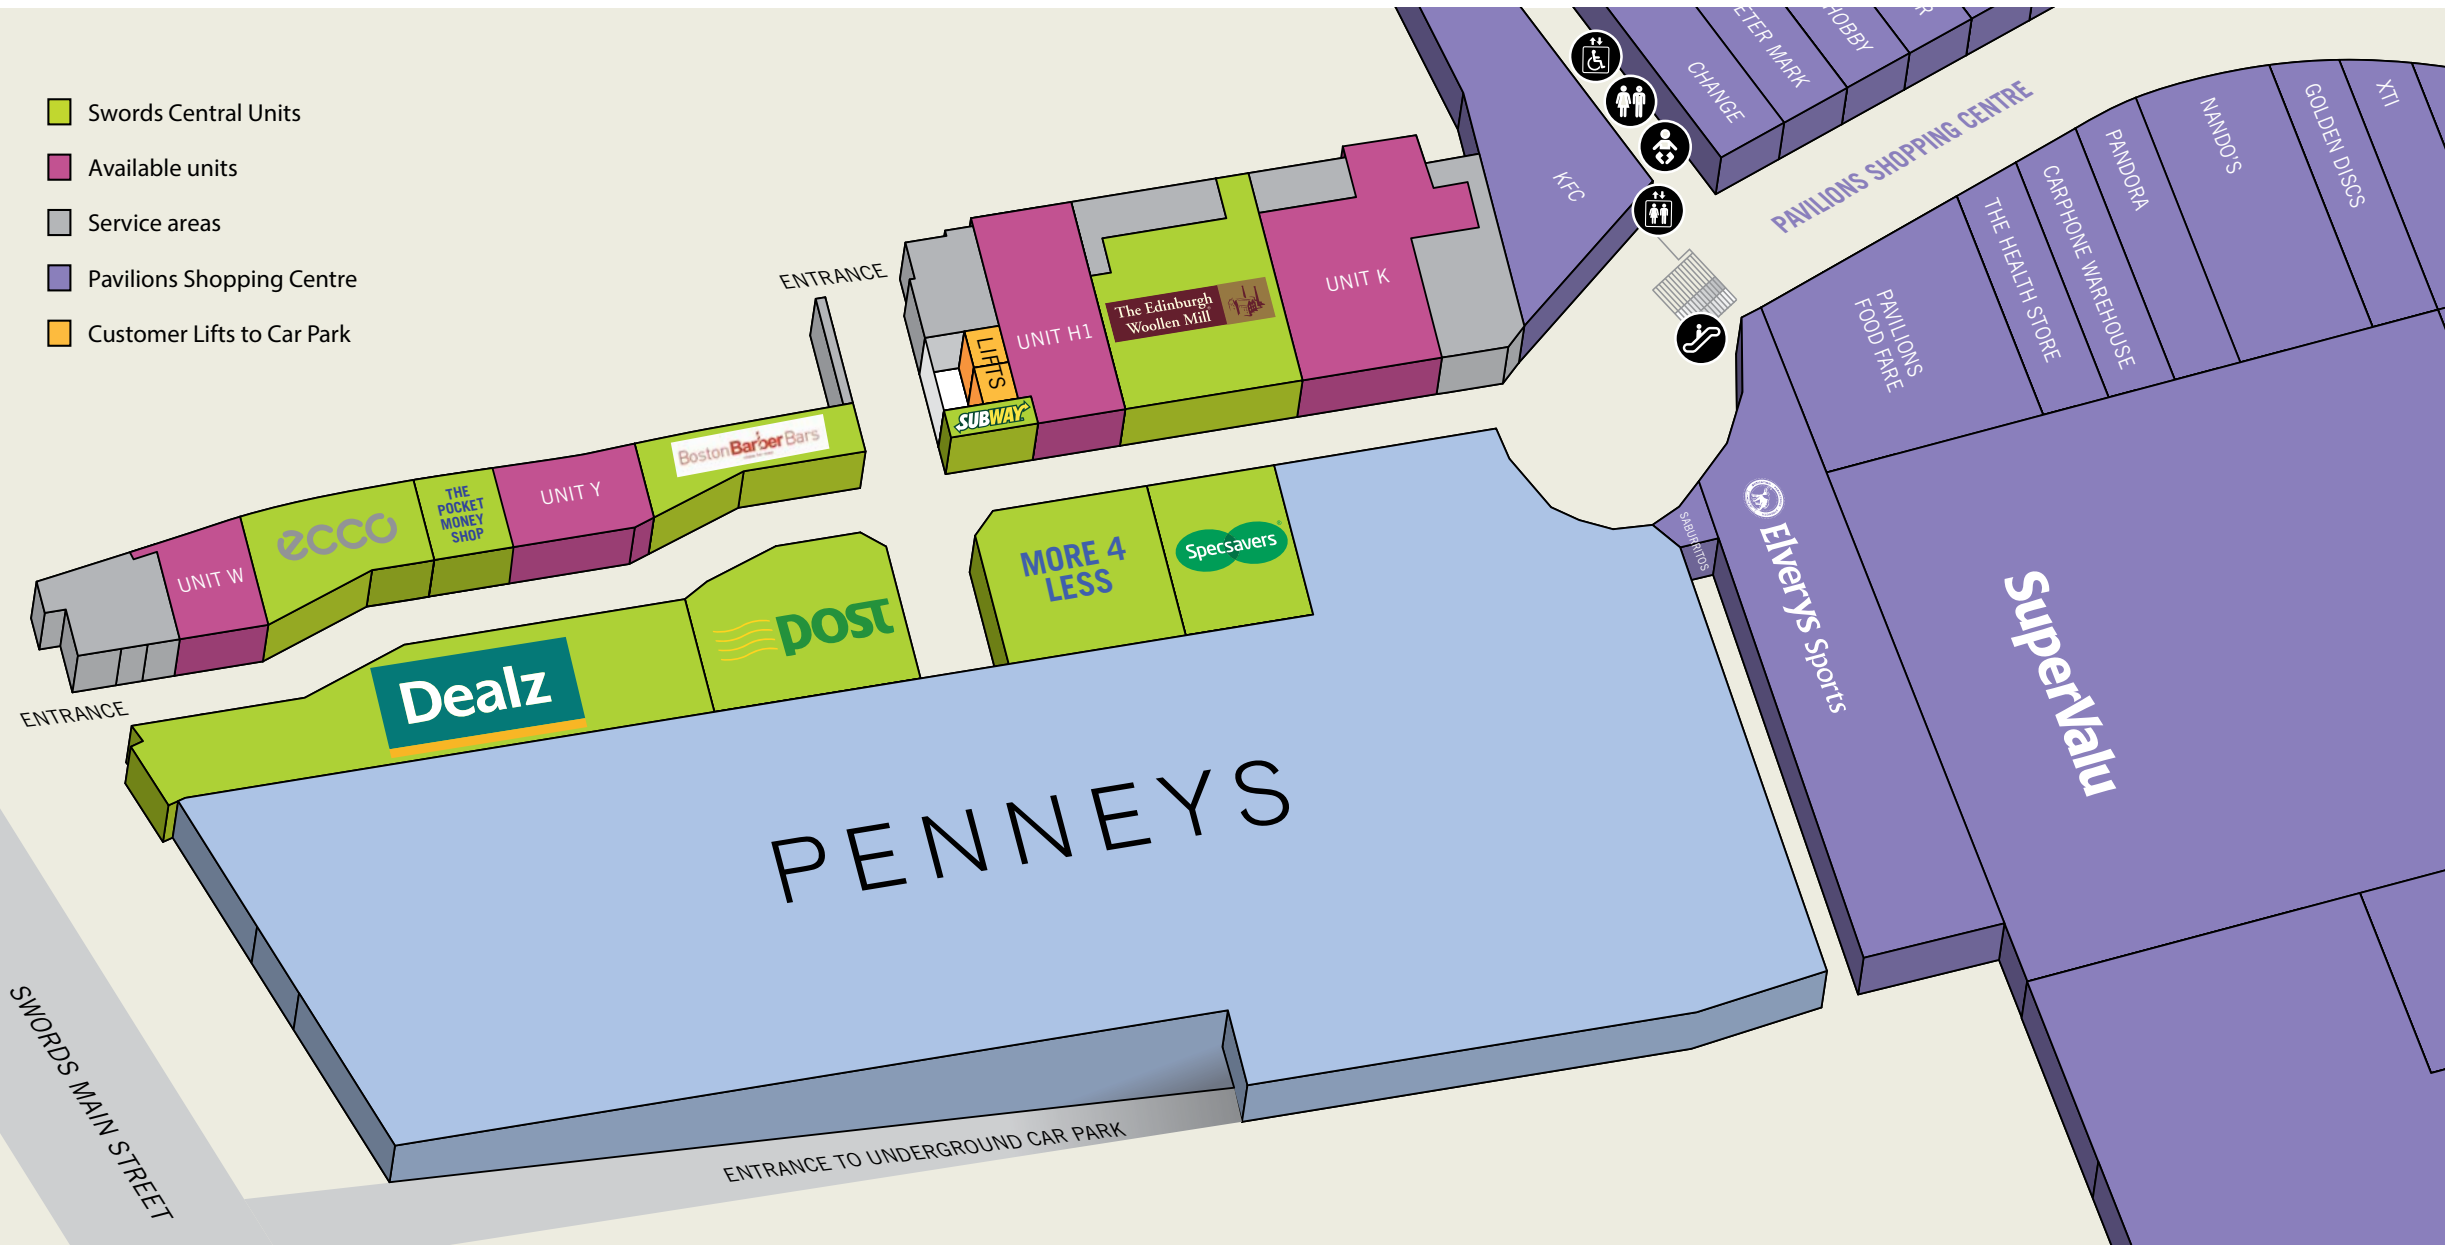 Swords Central Units
Available units
Service areas
Pavilions Shopping Centre
Customer Lifts to Car Park
CHANGE
ETER MARK
HOBBY
R
PAVILIONS SHOPPING CENTRE
KFC
XTI
GOLDEN DISCS
NANDO'S
PANDORA
CARPHONE WAREHOUSE
THE HEALTH STORE
PAVILIONS
FOOD FARE
ENTRANCE
UNIT H1
The Edinburgh
Woollen Mill
UNIT K
LIFTS
SUBWAY
Boston Barber Bars
UNIT Y
THE
POCKET
MONEY
SHOP
ecco
UNIT W
ENTRANCE
Dealz
post
MORE 4
LESS
Specsavers
SABURRITOS
Elverys Sports
SuperValu
PENNEYS
ENTRANCE TO UNDERGROUND CAR PARK
SWORDS MAIN STREET